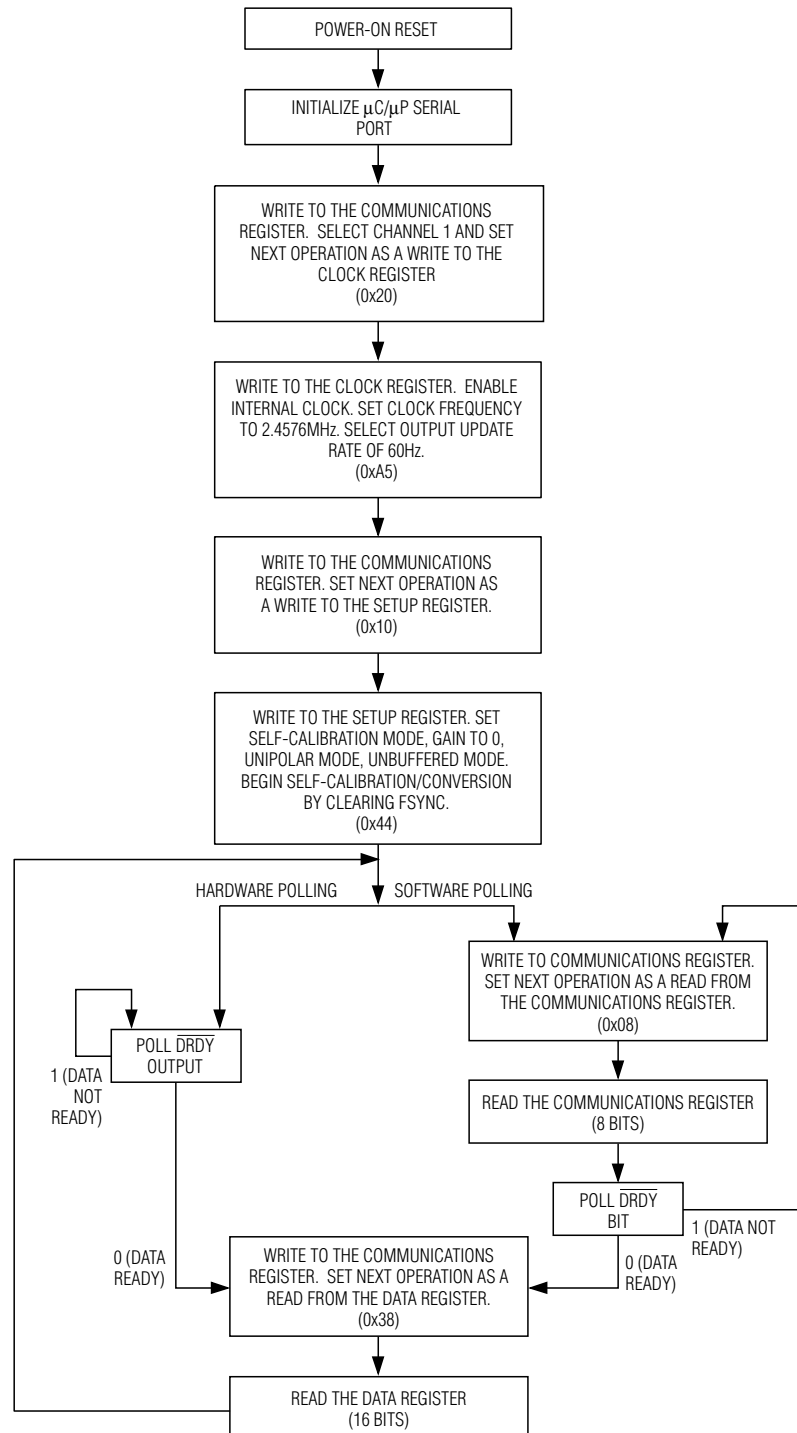 POWER-ON RESET
INITIALIZE μC/μP SERIAL
PORT
WRITE TO THE COMMUNICATIONS
REGISTER. SELECT CHANNEL 1 AND SET
NEXT OPERATION AS A WRITE TO THE
CLOCK REGISTER
(0x20)
WRITE TO THE CLOCK REGISTER. ENABLE
INTERNAL CLOCK. SET CLOCK FREQUENCY
TO 2.4576MHz. SELECT OUTPUT UPDATE
RATE OF 60Hz.
(0xA5)
WRITE TO THE COMMUNICATIONS
REGISTER. SET NEXT OPERATION AS
A WRITE TO THE SETUP REGISTER.
(0x10)
WRITE TO THE SETUP REGISTER. SET
SELF-CALIBRATION MODE, GAIN TO 0,
UNIPOLAR MODE, UNBUFFERED MODE.
BEGIN SELF-CALIBRATION/CONVERSION
BY CLEARING FSYNC.
(0x44)
HARDWARE POLLING
SOFTWARE POLLING
POLL D̅R̅D̅Y̅
OUTPUT
1 (DATA
NOT
READY)
0 (DATA
READY)
WRITE TO COMMUNICATIONS REGISTER.
SET NEXT OPERATION AS A READ FROM
THE COMMUNICATIONS REGISTER.
(0x08)
READ THE COMMUNICATIONS REGISTER
(8 BITS)
POLL D̅R̅D̅Y̅
BIT
1 (DATA NOT
READY)
0 (DATA
READY)
WRITE TO THE COMMUNICATIONS
REGISTER. SET NEXT OPERATION AS A
READ FROM THE DATA REGISTER.
(0x38)
READ THE DATA REGISTER
(16 BITS)